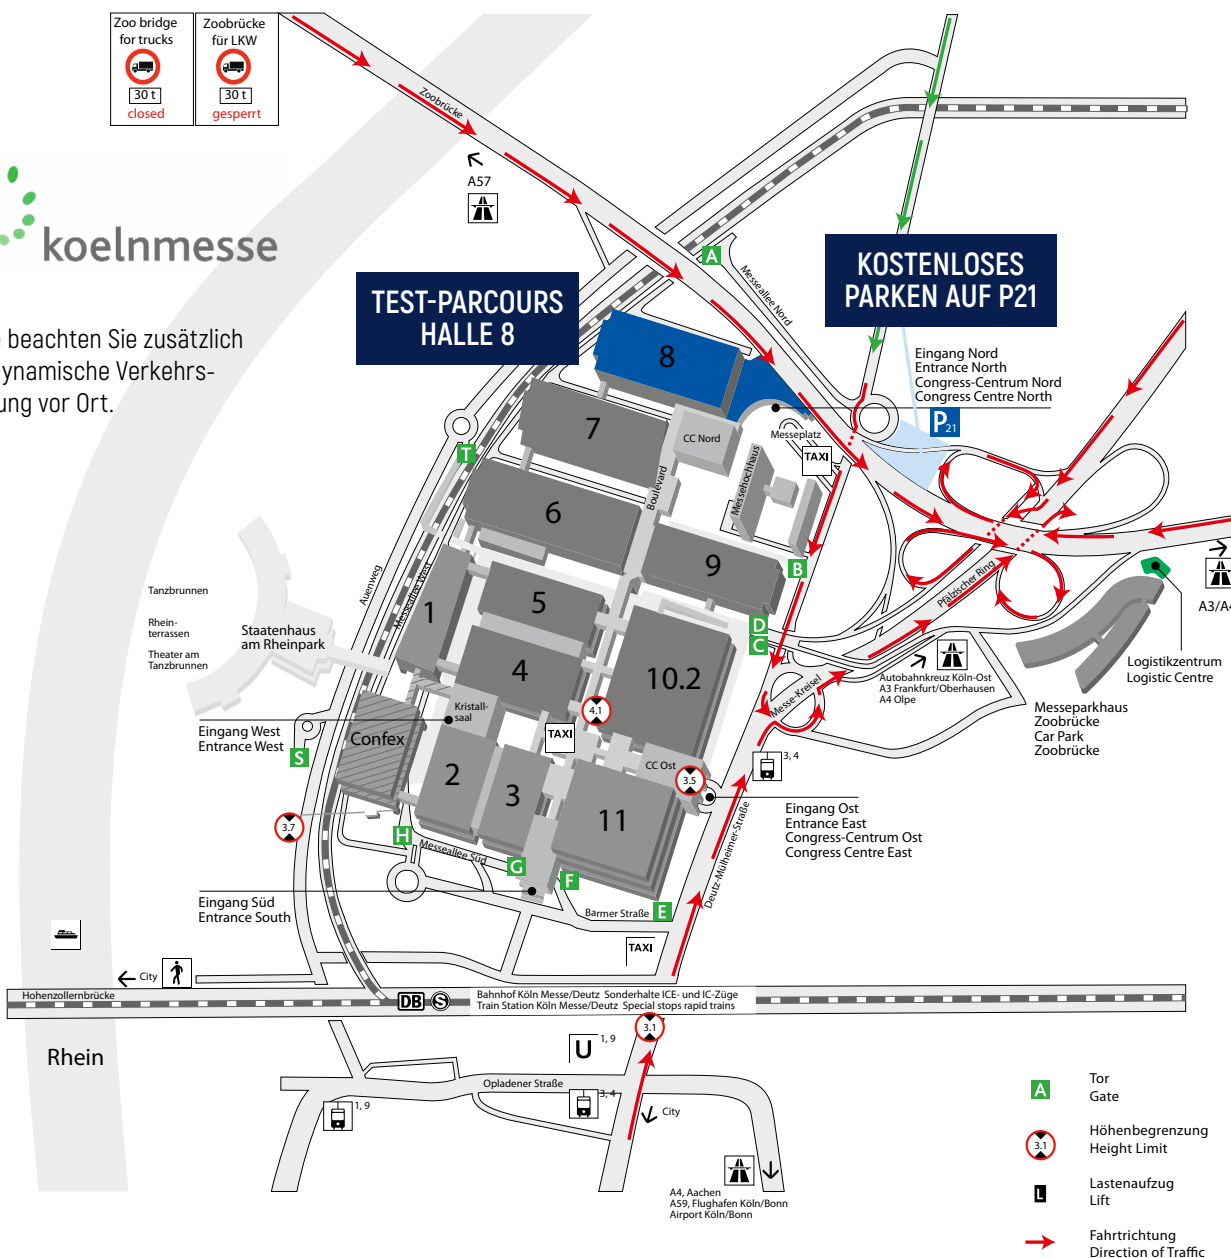 Zoo bridge
for trucks
30 t
closed
Zoobrücke
für LKW
30 t
gesperrt
koelnmesse
beachten Sie zusätzlich
ynamische Verkehrs-
ung vor Ort.
Zoobrücke
A57
A
Messeallee Nord
TEST-PARCOURS
HALLE 8
KOSTENLOSES
PARKEN AUF P21
Eingang Nord
Entrance North
Congress-Centrum Nord
Congress Centre North
P21
8
7
CC Nord
Messeplatz
TAXI
T
Boulevard
Messehochhaus
6
9
B
Auenweg
Messeallee West
1
5
4
10.2
D
C
Pfälzischer Ring
A3/A4
Tanzbrunnen
Rhein-
terrassen
Theater am
Tanzbrunnen
Staatenhaus
am Rheinpark
Autobahnkreuz Köln-Ost
A3 Frankfurt/Oberhausen
A4 Olpe
Logistikzentrum
Logistic Centre
Messeparkhaus
Zoobrücke
Car Park
Zoobrücke
Messe-Kreisel
Kristall-
saal
4.1
TAXI
Eingang West
Entrance West
S
Confex
2
3
CC Ost
3.5
11
3, 4
Eingang Ost
Entrance East
Congress-Centrum Ost
Congress Centre East
3.7
H
Messeallee Süd
G
F
E
Deutz-Mülheimer-Straße
Eingang Süd
Entrance South
Barmer Straße
TAXI
City
Hohenzollernbrücke
DB
S
Bahnhof Köln Messe/Deutz Sonderhalte ICE- und IC-Züge
Train Station Köln Messe/Deutz Special stops rapid trains
Rhein
3.1
U 1, 9
Opladener Straße
1, 9
3, 4
City
A4, Aachen
A59, Flughafen Köln/Bonn
Airport Köln/Bonn
A
Tor
Gate
3.1
Höhenbegrenzung
Height Limit
L
Lastenaufzug
Lift
Fahrtrichtung
Direction of Traffic